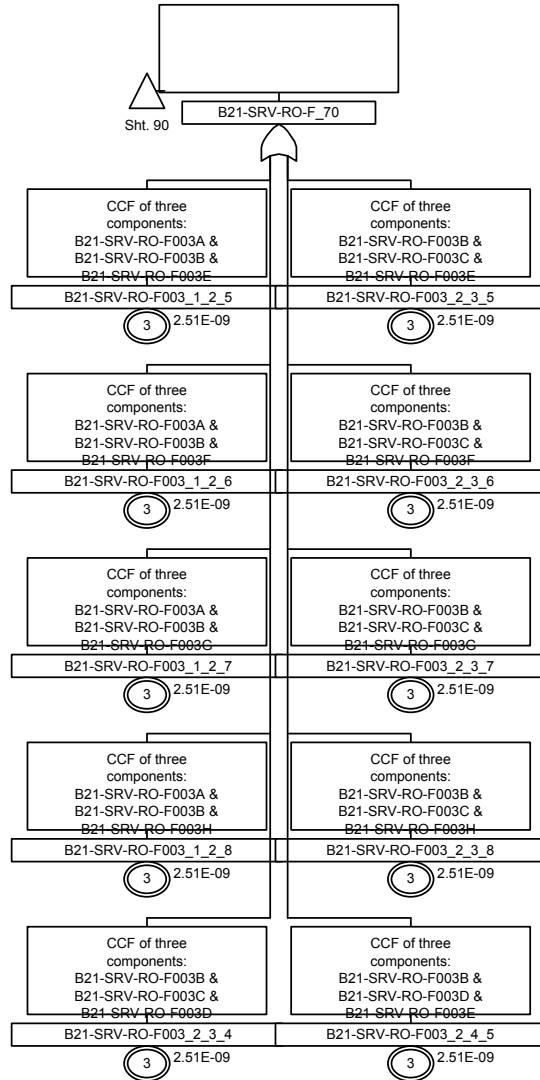 B21-SRV-RO-F_70
Sht. 90
CCF of three
components:
B21-SRV-RO-F003A &
B21-SRV-RO-F003B &
B21-SRV-RO-F003E
B21-SRV-RO-F003_1_2_5
3
2.51E-09
CCF of three
components:
B21-SRV-RO-F003B &
B21-SRV-RO-F003C &
B21-SRV-RO-F003E
B21-SRV-RO-F003_2_3_5
3
2.51E-09
CCF of three
components:
B21-SRV-RO-F003A &
B21-SRV-RO-F003B &
B21-SRV-RO-F003F
B21-SRV-RO-F003_1_2_6
3
2.51E-09
CCF of three
components:
B21-SRV-RO-F003B &
B21-SRV-RO-F003C &
B21-SRV-RO-F003F
B21-SRV-RO-F003_2_3_6
3
2.51E-09
CCF of three
components:
B21-SRV-RO-F003A &
B21-SRV-RO-F003B &
B21-SRV-RO-F003G
B21-SRV-RO-F003_1_2_7
3
2.51E-09
CCF of three
components:
B21-SRV-RO-F003B &
B21-SRV-RO-F003C &
B21-SRV-RO-F003G
B21-SRV-RO-F003_2_3_7
3
2.51E-09
CCF of three
components:
B21-SRV-RO-F003A &
B21-SRV-RO-F003B &
B21-SRV-RO-F003H
B21-SRV-RO-F003_1_2_8
3
2.51E-09
CCF of three
components:
B21-SRV-RO-F003B &
B21-SRV-RO-F003C &
B21-SRV-RO-F003H
B21-SRV-RO-F003_2_3_8
3
2.51E-09
CCF of three
components:
B21-SRV-RO-F003B &
B21-SRV-RO-F003C &
B21-SRV-RO-F003D
B21-SRV-RO-F003_2_3_4
3
2.51E-09
CCF of three
components:
B21-SRV-RO-F003B &
B21-SRV-RO-F003D &
B21-SRV-RO-F003E
B21-SRV-RO-F003_2_4_5
3
2.51E-09